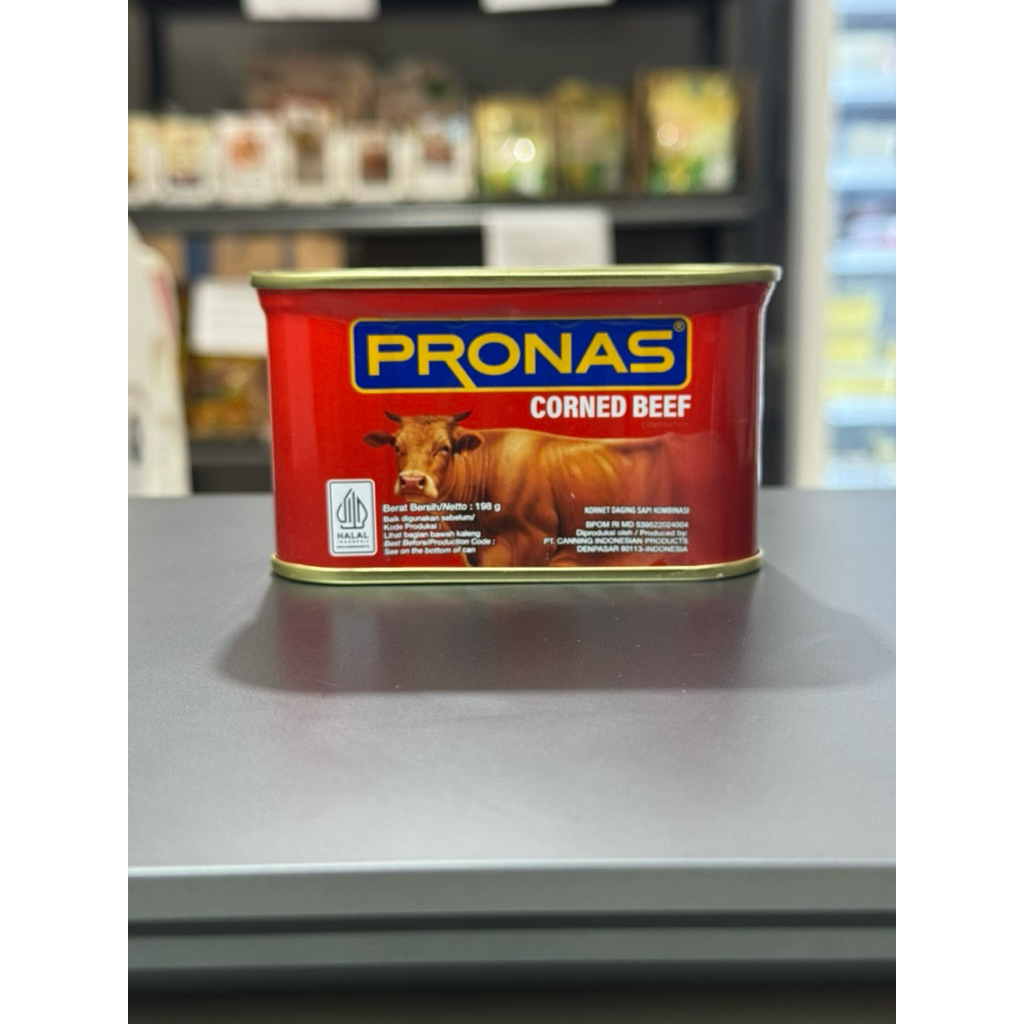 PRONAS®
CORNED BEEF
HALAL
INDONESIA
Berat Bersih/Netto : 198 g
Baik digunakan sebelum/
Kode Produksi :
Lihat bagian bawah kaleng
Best Before/Production Code :
See on the bottom of can
KORNET DAGING SAPI KOMBINASI
BPOM RI MD 539522024004
Diproduksi oleh / Produced by:
PT. CANNING INDONESIAN PRODUCTS
DENPASAR 80113-INDONESIA